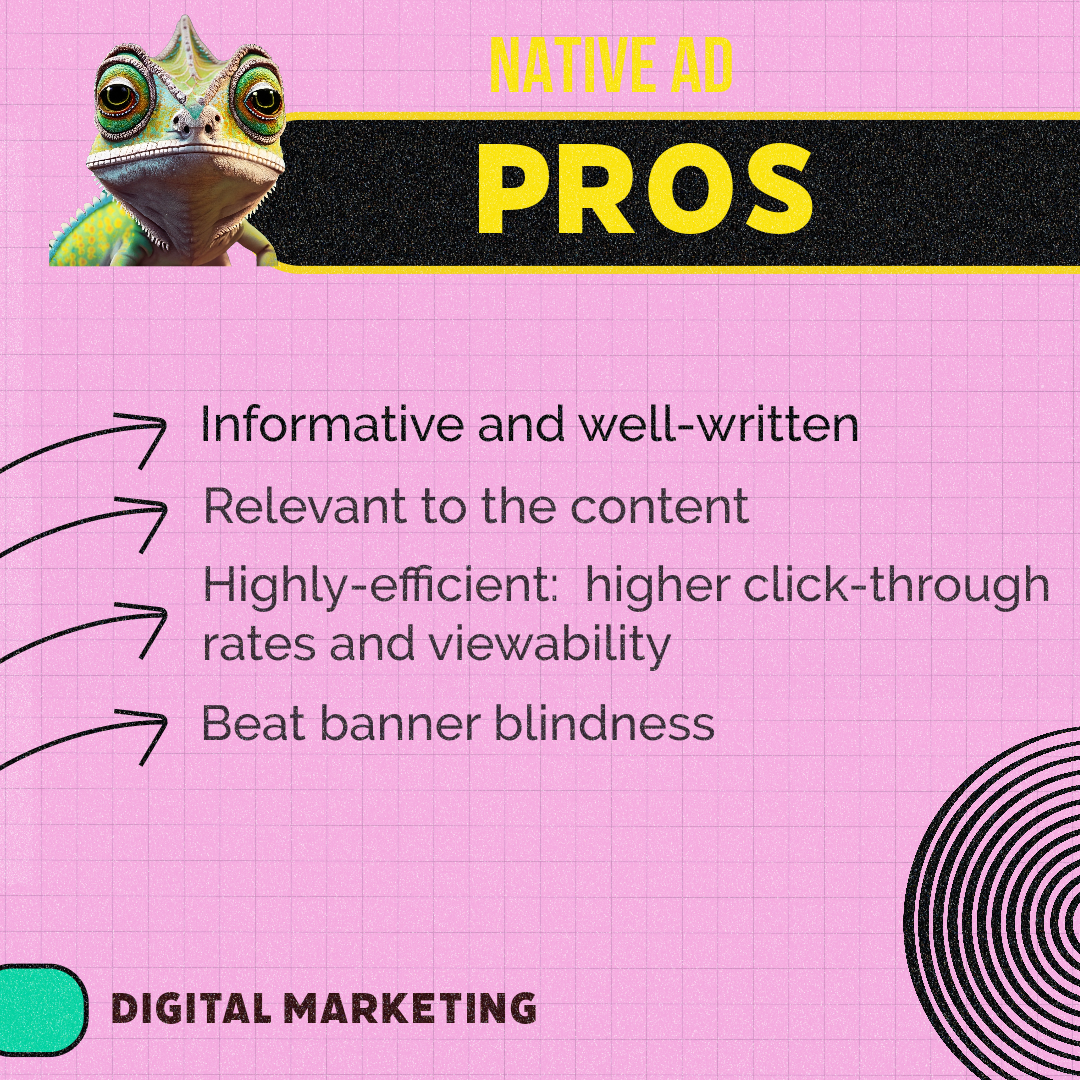 NATIVE AD
PROS
Informative and well-written
Relevant to the content
Highly-efficient: higher click-through
rates and viewability
Beat banner blindness
DIGITAL MARKETING